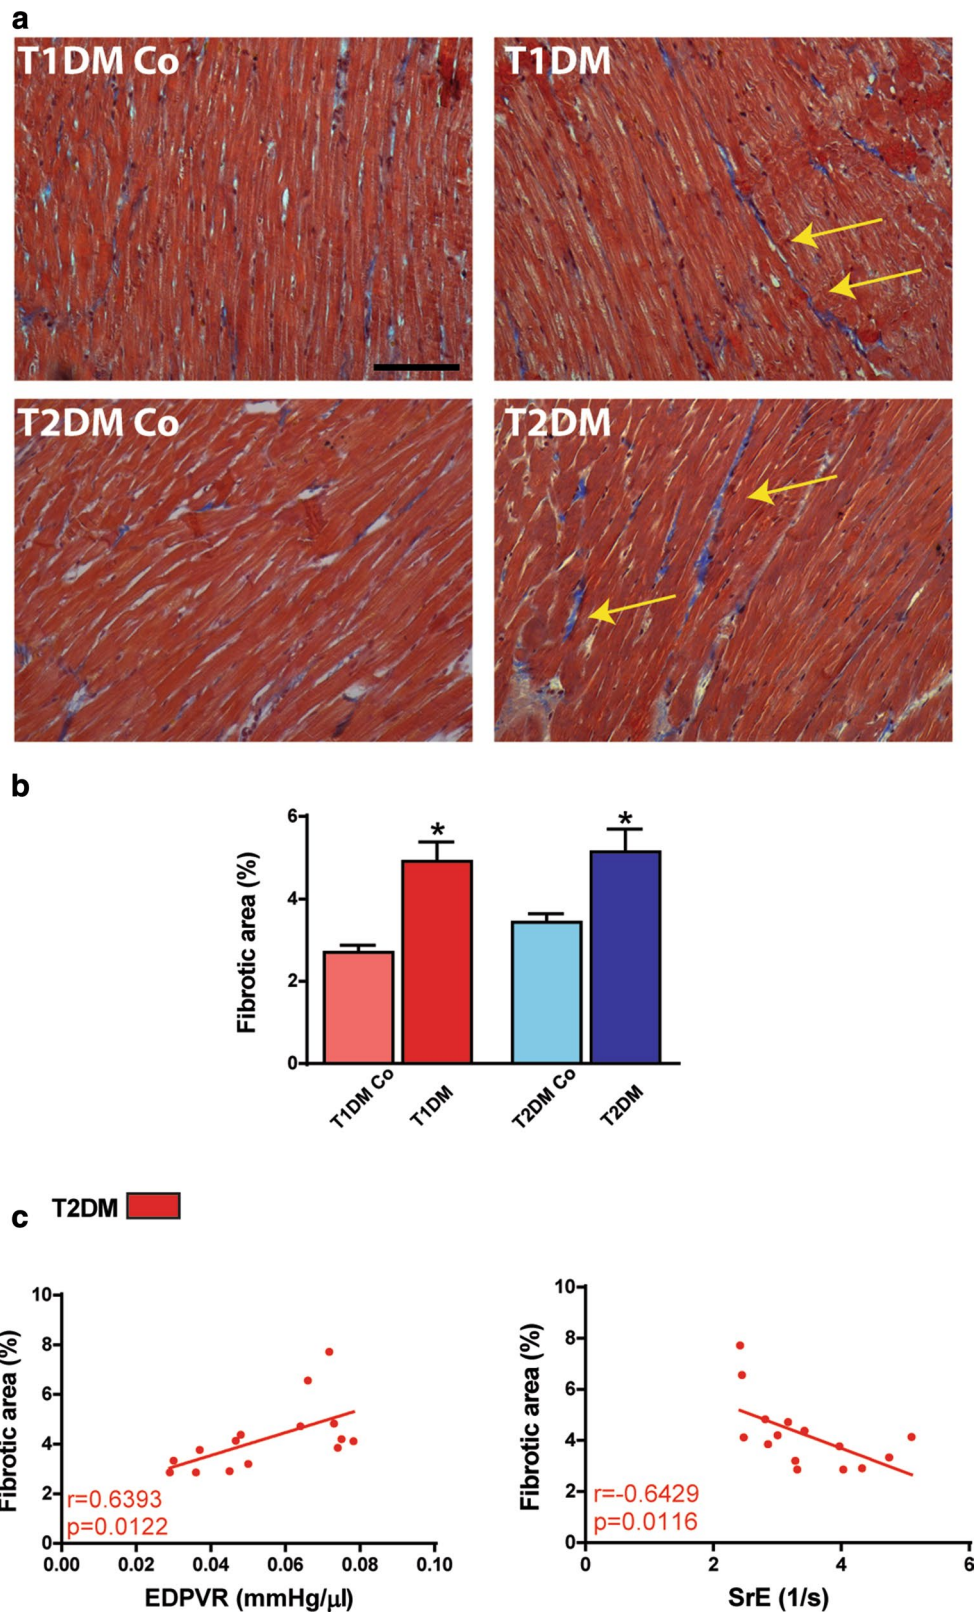 a
T1DM Co
T1DM
T2DM Co
T2DM
b
6
4
2
0
Fibrotic area (%)
*
*
T1DM Co
T1DM
T2DM Co
T2DM
c
T2DM
10
8
6
4
2
0
Fibrotic area (%)
r=0.6393
p=0.0122
0.00 0.02 0.04 0.06 0.08 0.10
EDPVR (mmHg/µl)
10
8
6
4
2
0
Fibrotic area (%)
r=-0.6429
p=0.0116
0 2 4 6
SrE (1/s)